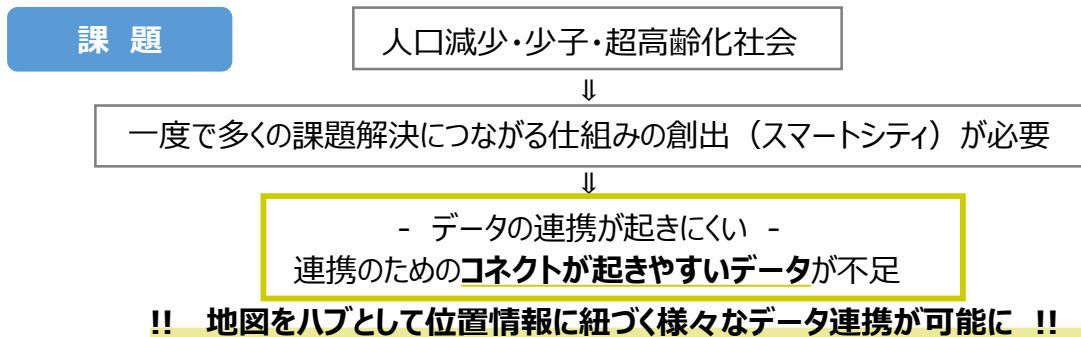 課 題
人口減少・少子・超高齢化社会
⇓
一度で多くの課題解決につながる仕組みの創出（スマートシティ）が必要
⇓
- データの連携が起きにくい -
連携のためのコネクトが起きやすいデータが不足
!! 地図をハブとして位置情報に紐づく様々なデータ連携が可能に !!